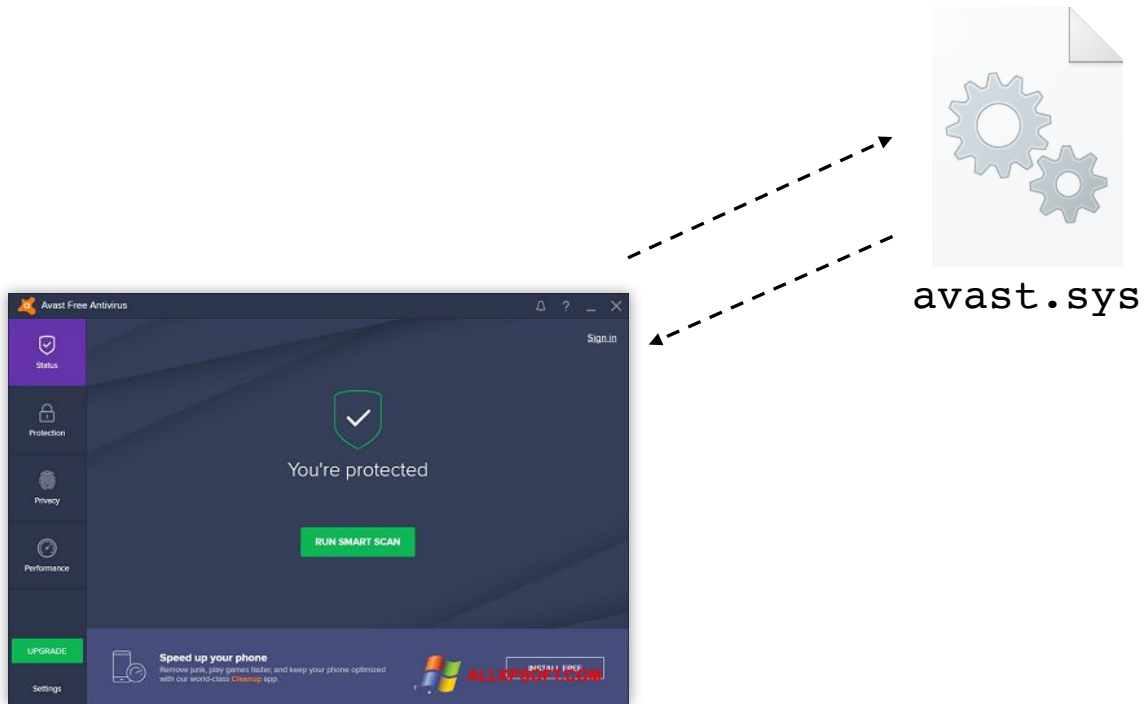 avast.sys
Avast Free Antivirus
?
Sign in
Status
Protection
Privacy
Performance
UPGRADE
Settings
You're protected
RUN SMART SCAN
Speed up your phone
Remove junk, play games faster, and keep your phone optimized
with our world-class Cleanup app.
INSTALL FREE
ALLXPSOFT.COM